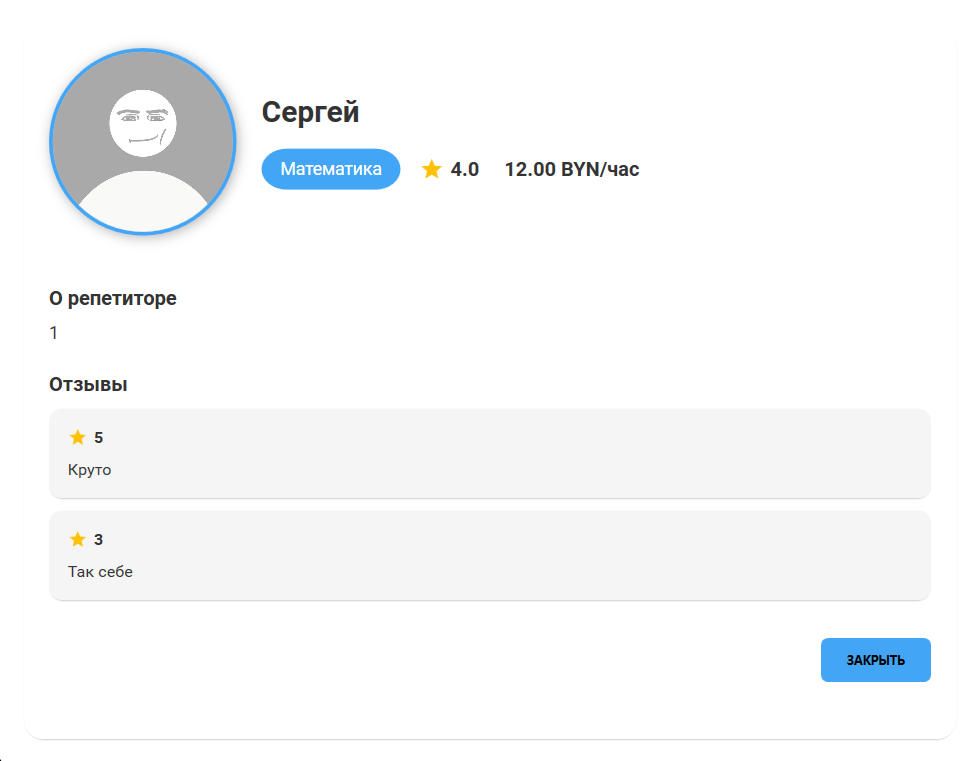 Сергей
Математика 4.0 12.00 BYN/час
О репетиторе
1
Отзывы
5
Круто
3
Так себе
ЗАКРЫТЬ